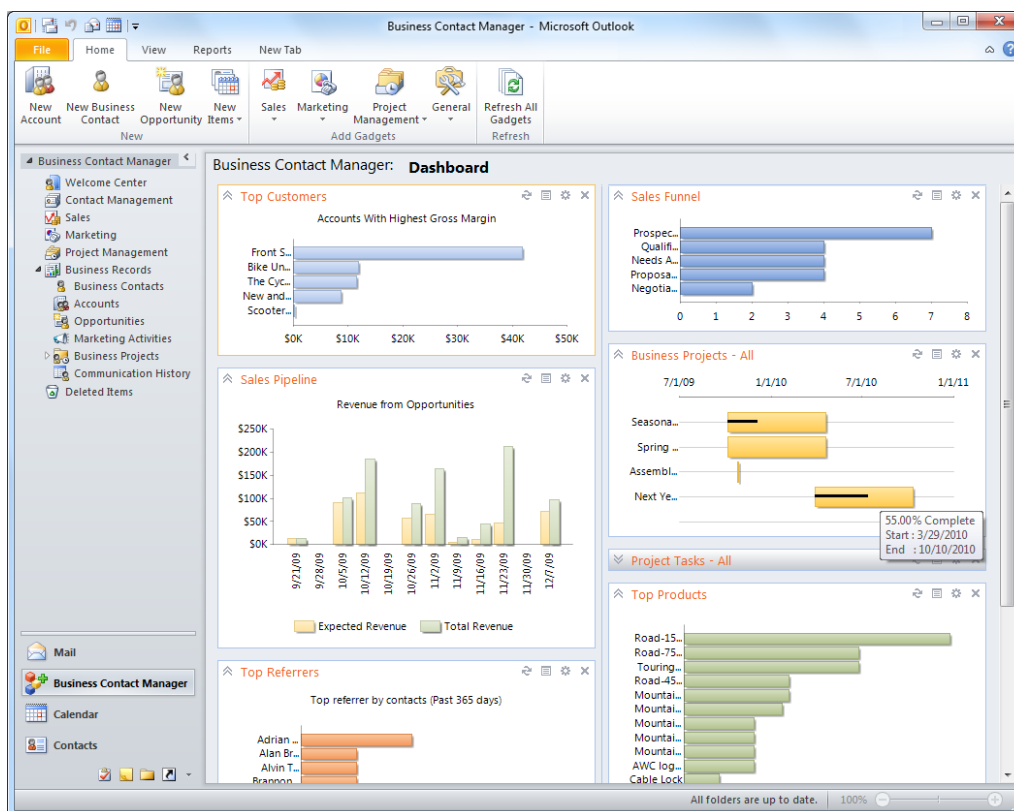 Business Contact Manager - Microsoft Outlook
File Home View Reports New Tab
New Account
New Business Contact
New Opportunity
New Items
Sales
Marketing
Project Management
General
Refresh All Gadgets
New
Add Gadgets
Refresh
Business Contact Manager
Welcome Center
Contact Management
Sales
Marketing
Project Management
Business Records
Business Contacts
Accounts
Opportunities
Marketing Activities
Business Projects
Communication History
Deleted Items
Mail
Business Contact Manager
Calendar
Contacts
Business Contact Manager: Dashboard
Top Customers
Accounts With Highest Gross Margin
Front S...
Bike Un...
The Cyc...
New and...
Scooter...
$0K $10K $20K $30K $40K $50K
Sales Pipeline
Revenue from Opportunities
$250K
$200K
$150K
$100K
$50K
$0K
9/21/09 9/28/09 10/5/09 10/12/09 10/19/09 10/26/09 11/2/09 11/9/09 11/16/09 11/23/09 11/30/09 12/7/09
Expected Revenue Total Revenue
Top Referrers
Top referrer by contacts (Past 365 days)
Adrian ...
Alan Br...
Alvin T...
Brannon...
Sales Funnel
Prospec...
Qualifi...
Needs A...
Proposa...
Negotia...
0 1 2 3 4 5 6 7 8
Business Projects - All
7/1/09 1/1/10 7/1/10 1/1/11
Seasona...
Spring ...
Assembl...
Next Ye...
55.00% Complete
Start : 3/29/2010
End : 10/10/2010
Project Tasks - All
Top Products
Road-15...
Road-75...
Touring...
Road-45...
Mountai...
Mountai...
Mountai...
Mountai...
Mountai...
AWC log...
Cable Lock
All folders are up to date. 100%